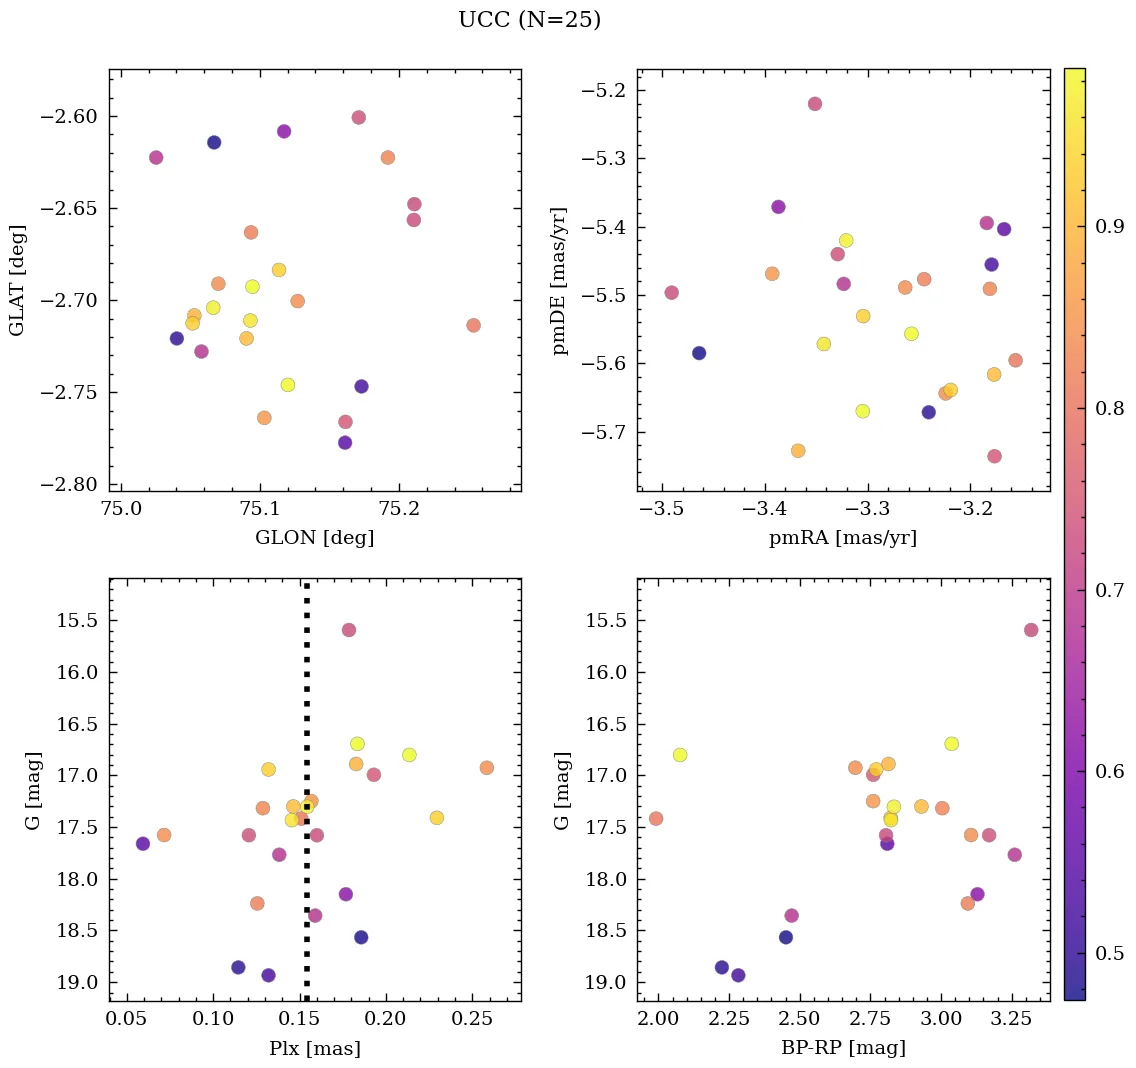 UCC (N=25)
−2.60
−2.65
−2.70
−2.75
−2.80
GLAT [deg]
75.0 75.1 75.2
GLON [deg]
−5.2
−5.3
−5.4
−5.5
−5.6
−5.7
pmDE [mas/yr]
−3.5 −3.4 −3.3 −3.2
pmRA [mas/yr]
15.5
16.0
16.5
17.0
17.5
18.0
18.5
19.0
G [mag]
0.05 0.10 0.15 0.20 0.25
Plx [mas]
15.5
16.0
16.5
17.0
17.5
18.0
18.5
19.0
G [mag]
2.00 2.25 2.50 2.75 3.00 3.25
BP-RP [mag]
0.9
0.8
0.7
0.6
0.5